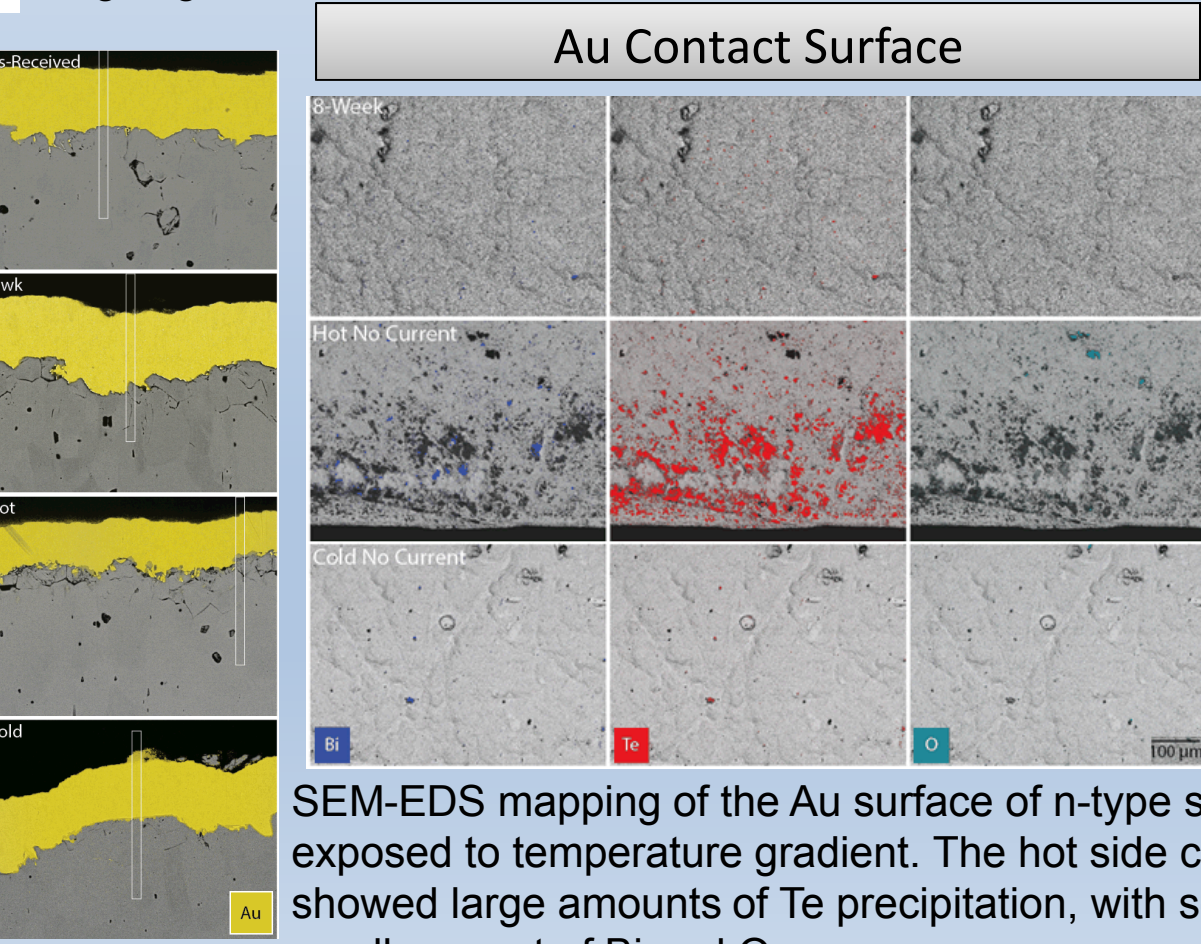 Au Contact Surface
s-Received
wk
ot
old
Au
8-Week
Hot No Current
Cold No Current
Bi
Te
O
100 µm
SEM-EDS mapping of the Au surface of n-type s
exposed to temperature gradient. The hot side c
showed large amounts of Te precipitation, with s